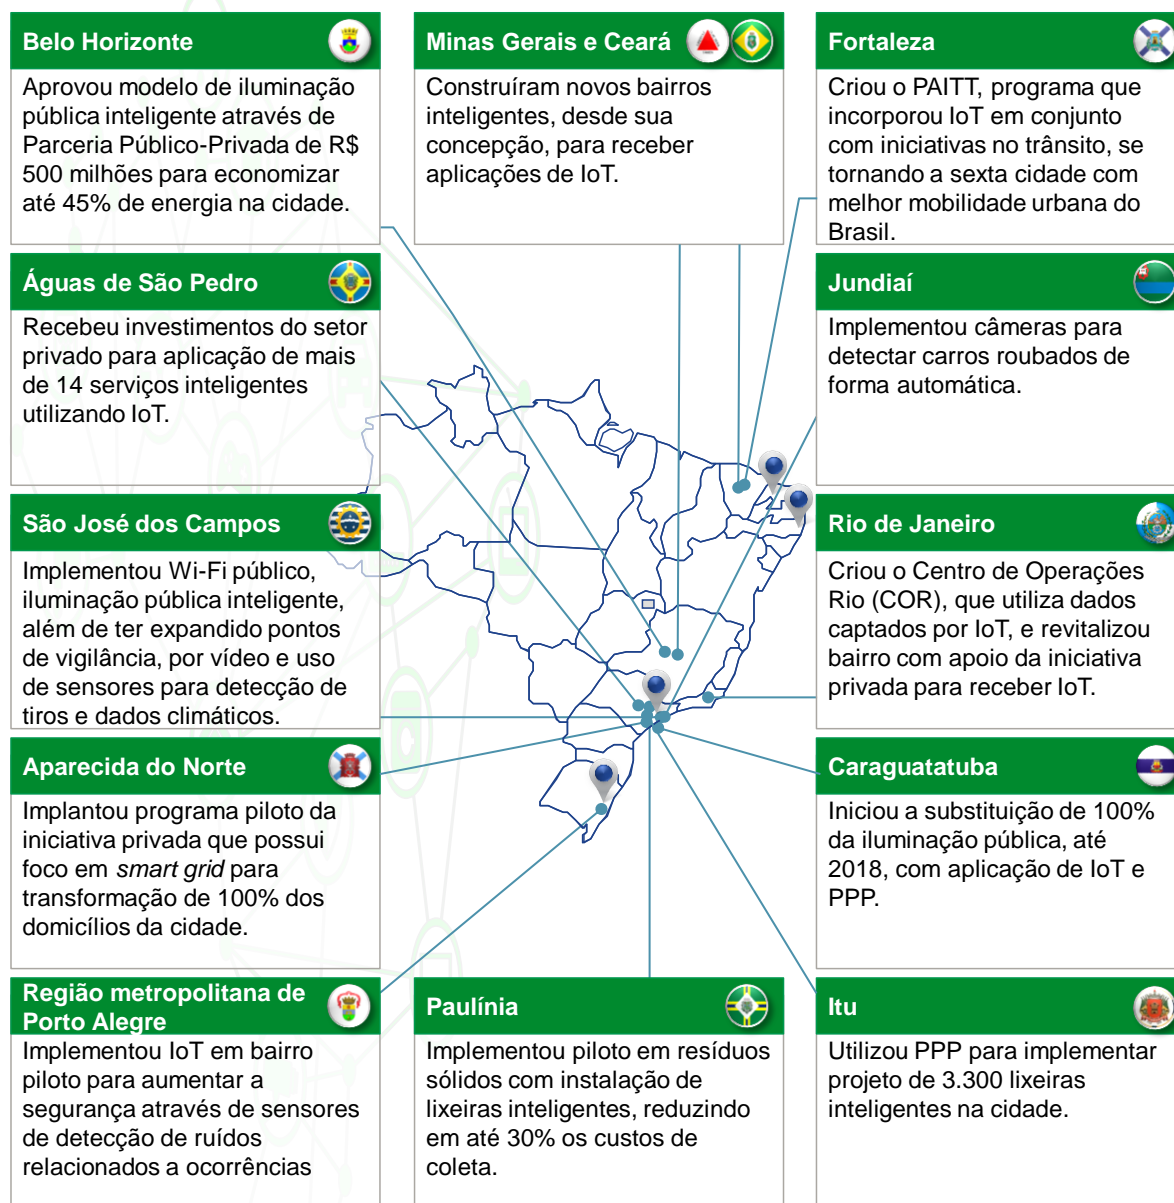 Belo Horizonte
Aprovou modelo de iluminação
pública inteligente através de
Parceria Público-Privada de R$
500 milhões para economizar
até 45% de energia na cidade.
Minas Gerais e Ceará
Construíram novos bairros
inteligentes, desde sua
concepção, para receber
aplicações de IoT.
Fortaleza
Criou o PAITT, programa que
incorporou IoT em conjunto
com iniciativas no trânsito, se
tornando a sexta cidade com
melhor mobilidade urbana do
Brasil.
Águas de São Pedro
Recebeu investimentos do setor
privado para aplicação de mais
de 14 serviços inteligentes
utilizando IoT.
Jundiaí
Implementou câmeras para
detectar carros roubados de
forma automática.
São José dos Campos
Implementou Wi-Fi público,
iluminação pública inteligente,
além de ter expandido pontos
de vigilância, por vídeo e uso
de sensores para detecção de
tiros e dados climáticos.
Rio de Janeiro
Criou o Centro de Operações
Rio (COR), que utiliza dados
captados por IoT, e revitalizou
bairro com apoio da iniciativa
privada para receber IoT.
Aparecida do Norte
Implantou programa piloto da
iniciativa privada que possui
foco em smart grid para
transformação de 100% dos
domicílios da cidade.
Caraguatatuba
Iniciou a substituição de 100%
da iluminação pública, até
2018, com aplicação de IoT e
PPP.
Região metropolitana de
Porto Alegre
Implementou IoT em bairro
piloto para aumentar a
segurança através de sensores
de detecção de ruídos
relacionados a ocorrências
Paulínia
Implementou piloto em resíduos
sólidos com instalação de
lixeiras inteligentes, reduzindo
em até 30% os custos de
coleta.
Itu
Utilizou PPP para implementar
projeto de 3.300 lixeiras
inteligentes na cidade.